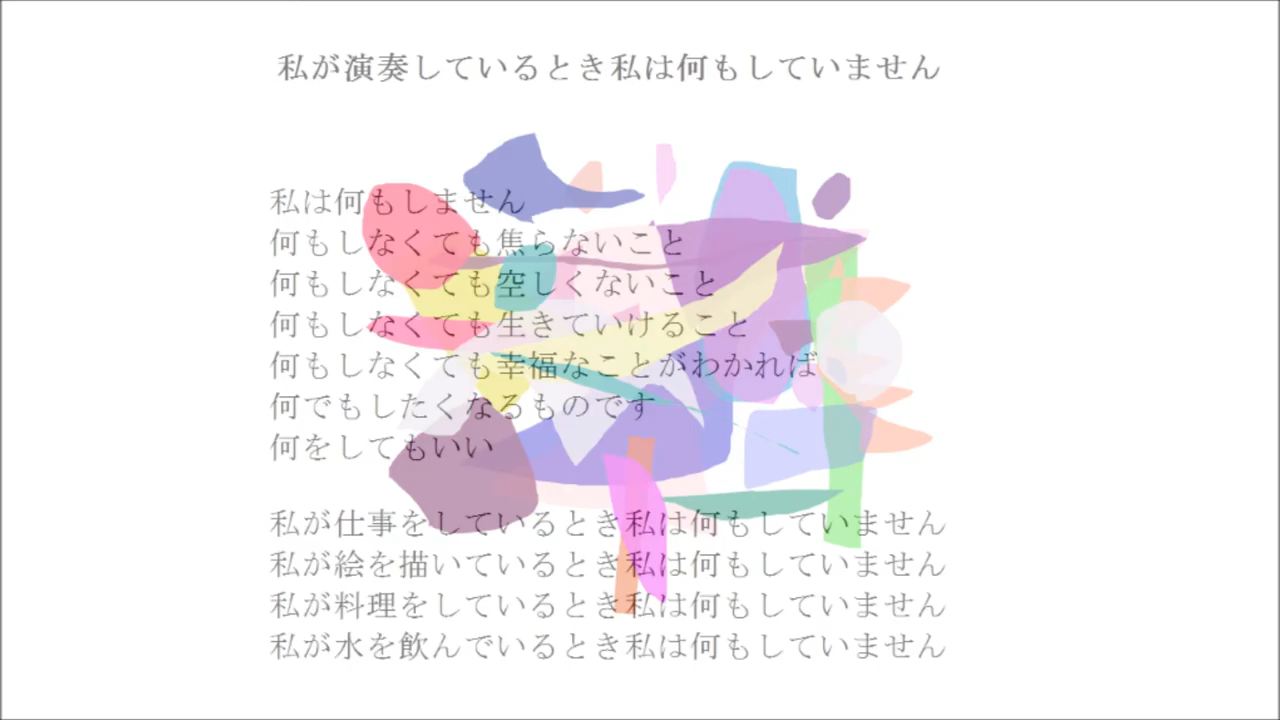 私が演奏しているとき私は何もしていません
私は何もしません
何もしなくても焦らないこと
何もしなくても空しくないこと
何もしなくても生きていけること
何もしなくても幸福なことがわかれば
何でもしたくなるものです
何をしてもいい
私が仕事をしているとき私は何もしていません
私が絵を描いているとき私は何もしていません
私が料理をしているとき私は何もしていません
私が水を飲んでいるとき私は何もしていません